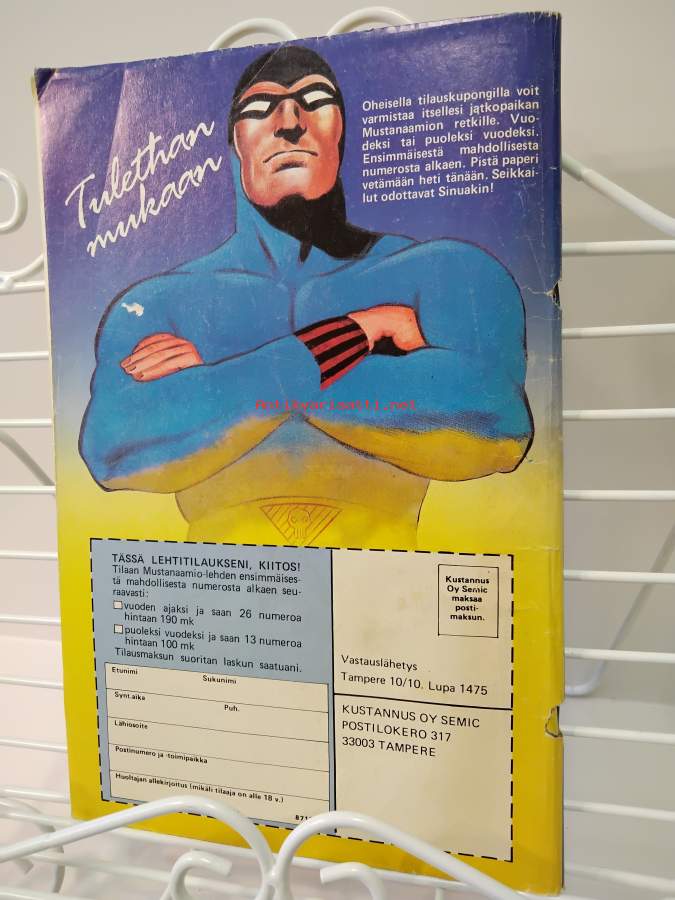 Tulethan
mukaan
Oheisella tilauskupongilla voit
varmistaa itsellesi jatkopaikan
Mustanaamion retkille. Vuo-
deksi tai puoleksi vuodeksi.
Ensimmäisestä mahdollisesta
numerosta alkaen. Pistä paperi
vetämään heti tänään. Seikkai-
lut odottavat Sinuakin!
Antikvariaatti.net
TÄSSÄ LEHTITILAUKSENI, KIITOS!
Tilaan Mustanaamio-lehden ensimmäises-
tä mahdollisesta numerosta alkaen seu-
raavasti:
vuoden ajaksi ja saan 26 numeroa
hintaan 190 mk
puoleksi vuodeksi ja saan 13 numeroa
hintaan 100 mk
Tilausmaksun suoritan laskun saatuani.
Etunimi Sukunimi
Synt.aika Puh.
Lähiosoite
Postinumero ja -toimipaikka
Huoltajan allekirjoitus (mikäli tilaaja on alle 18 v.)
Kustannus
Oy Semic
maksaa
posti-
maksun.
Vastauslähetys
Tampere 10/10. Lupa 1475
KUSTANNUS OY SEMIC
POSTILOKERO 317
33003 TAMPERE